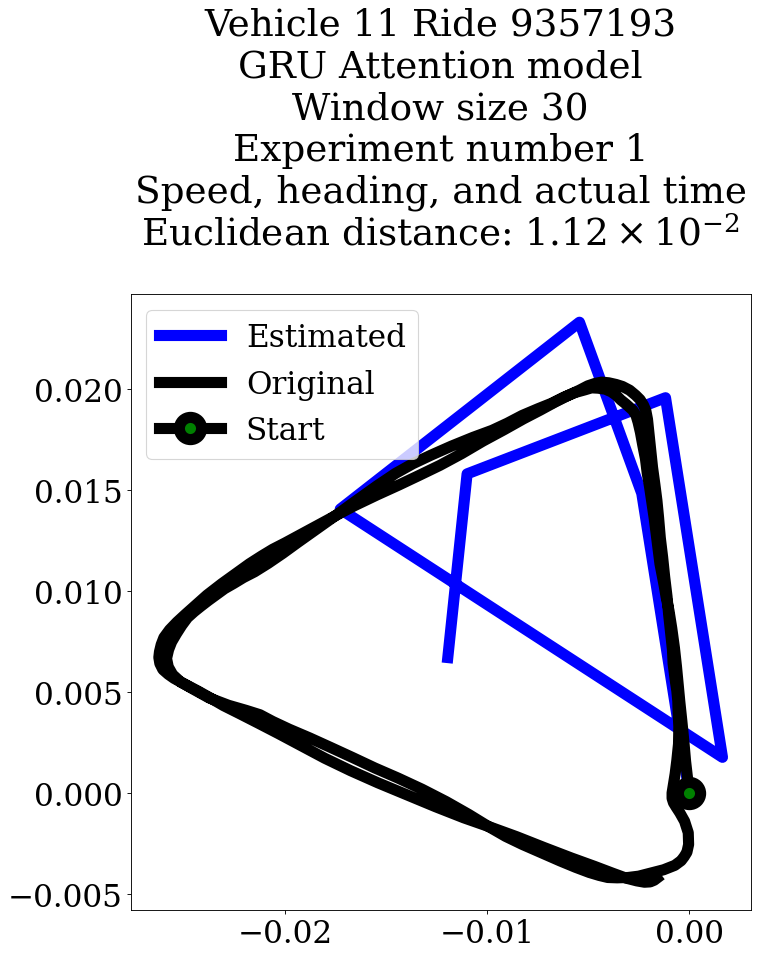 Vehicle 11 Ride 9357193
GRU Attention model
Window size 30
Experiment number 1
Speed, heading, and actual time
Euclidean distance: 1.12 × 10⁻²
Estimated
Original
Start
0.020
0.015
0.010
0.005
0.000
−0.005
−0.02
−0.01
0.00